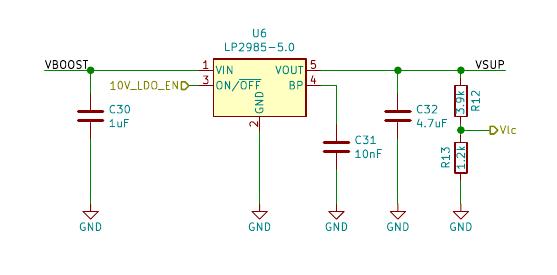 U6
LP2985-5.0
VBOOST
1
VIN
VOUT
5
VSUP
10V_LDO_EN
3
ON/OFF
BP
4
GND
2
C30
1uF
C31
10nF
C32
4.7uF
3.9k
R12
Vlc
R13
1.2k
GND
GND
GND
GND
GND